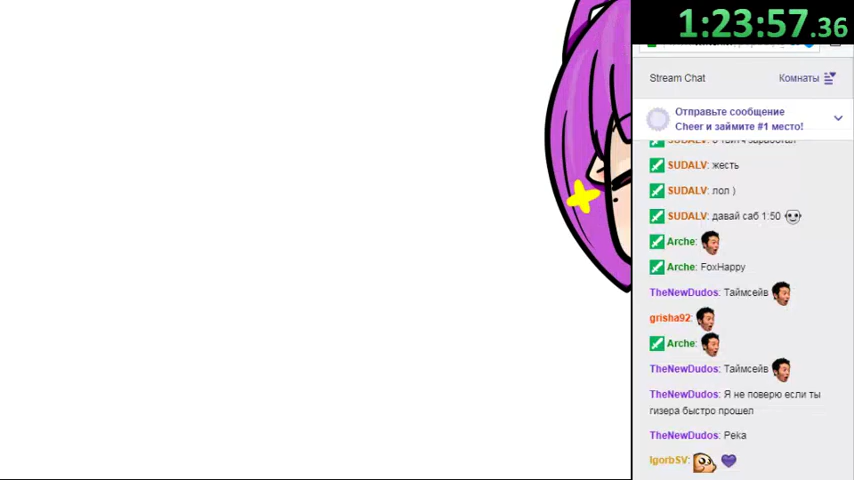 1:23:57.36
Stream Chat Комнаты
Отправьте сообщение
Cheer и займите #1 место!
SUDALV: жесть
SUDALV: лол )
SUDALV: давай саб 1:50
Arche:
Arche: FoxHappy
TheNewDudos: Таймсейв
grisha92:
Arche:
TheNewDudos: Таймсейв
TheNewDudos: Я не поверю если ты
гизера быстро прошел
TheNewDudos: Peka
IgorbSV: